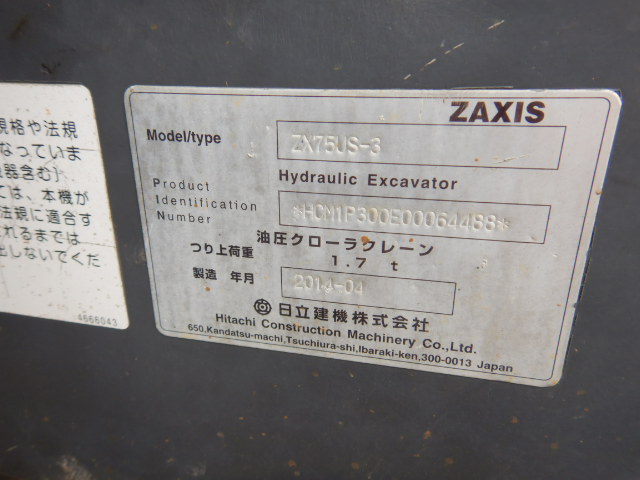 規格や法規
なっていま
器含む)
ては、本機が
法規に適合す
れるまでは
出しないでくだ
4666043
ZAXIS
Model/type ZX75US-3
Hydraulic Excavator
Product Identification Number *HCM1P300E00064488*
油圧クローラクレーン
つり上荷重 1.7 t
製造 年月 2014-04
日立建機株式会社
Hitachi Construction Machinery Co.,Ltd.
650,Kandatsu-machi,Tsuchiura-shi,Ibaraki-ken,300-0013 Japan